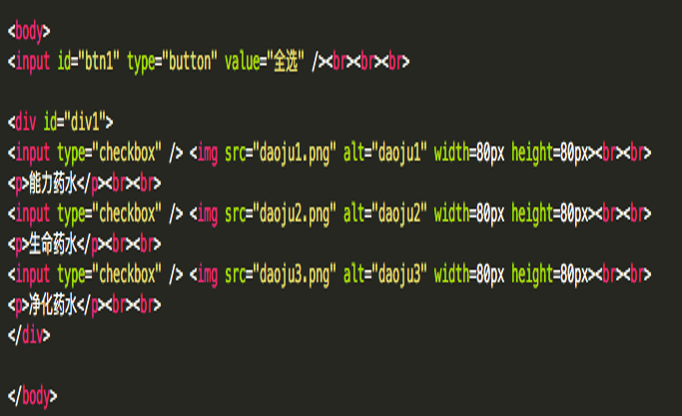 <body>
<input id="btn1" type="button" value="全选" /><br><br><br>
<div id="div1">
<input type="checkbox" /> <img src="daoju1.png" alt="daoju1" width=80px height=80px><br><br>
<p>能力药水</p><br><br>
<input type="checkbox" /> <img src="daoju2.png" alt="daoju2" width=80px height=80px><br><br>
<p>生命药水</p><br><br>
<input type="checkbox" /> <img src="daoju3.png" alt="daoju3" width=80px height=80px><br><br>
<p>净化药水</p><br><br>
</div>
</body>